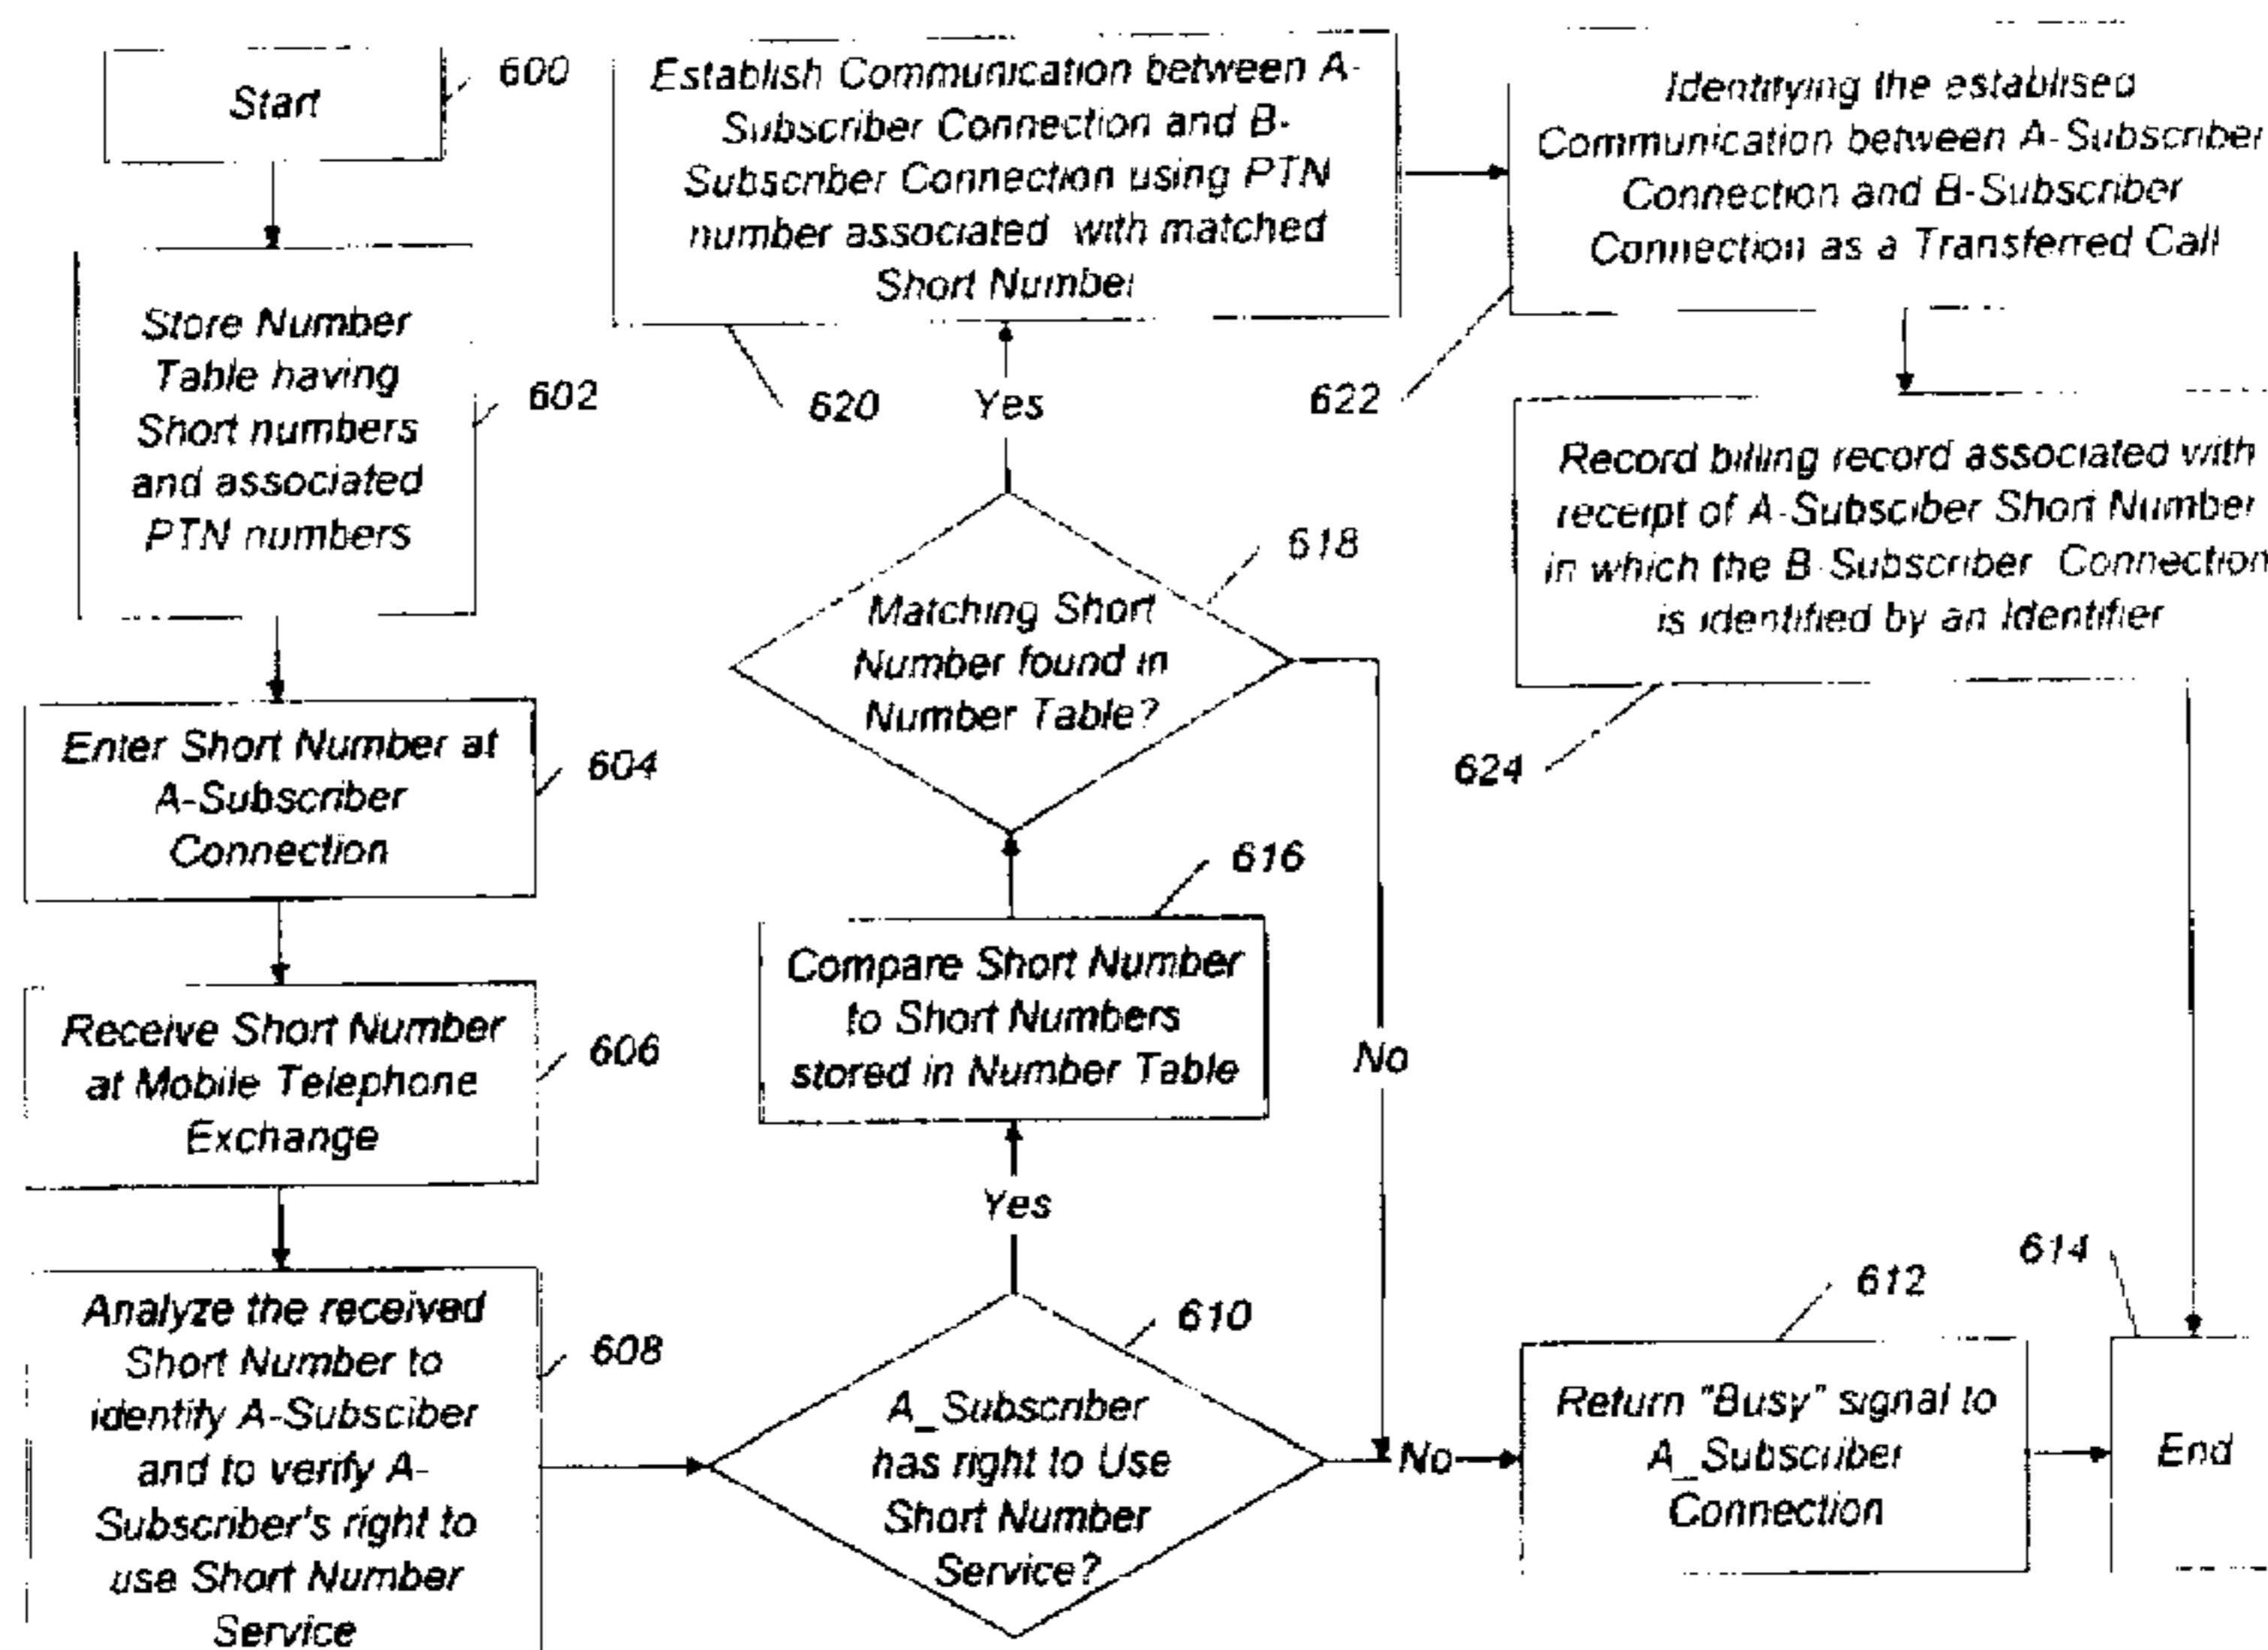 Start
600
Store Number
Table having
Short numbers
and associated
PTN numbers
602
Enter Short Number at
A-Subscriber
Connection
604
Receive Short Number
at Mobile Telephone
Exchange
606
Analyze the received
Short Number to
identify A-Subsciber
and to verify A-
Subscriber's right to
use Short Number
Service
608
A_Subscriber
has right to Use
Short Number
Service?
610
Yes
No
Return "Busy" signal to
A_Subscriber
Connection
612
End
614
Compare Short Number
to Short Numbers
stored in Number Table
616
Matching Short
Number found in
Number Table?
618
Yes
No
Establish Communication between A-
Subscriber Connection and B-
Subscriber Connection using PTN
number associated with matched
Short Number
620
Identifying the establised
Communication between A-Subscriber
Connection and B-Subscriber
Connection as a Transferred Call
622
Record billing record associated with
receipt of A-Subsciber Short Number
in which the B-Subscriber Connection
is identified by an Identifier
624